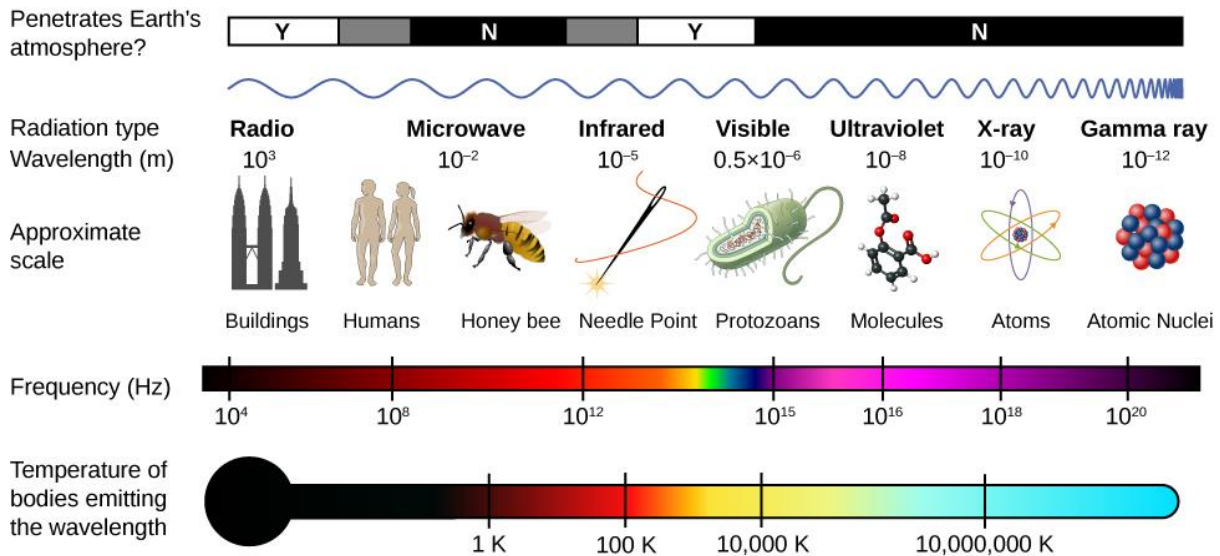 Penetrates Earth's
atmosphere?
Y N Y N
Radiation type Radio Microwave Infrared Visible Ultraviolet X-ray Gamma ray
Wavelength (m) 10³ 10⁻² 10⁻⁵ 0.5×10⁻⁶ 10⁻⁸ 10⁻¹⁰ 10⁻¹²
Approximate
scale
Buildings Humans Honey bee Needle Point Protozoans Molecules Atoms Atomic Nuclei
Frequency (Hz)
10⁴ 10⁸ 10¹² 10¹⁵ 10¹⁶ 10¹⁸ 10²⁰
Temperature of
bodies emitting
the wavelength
1 K 100 K 10,000 K 10,000,000 K